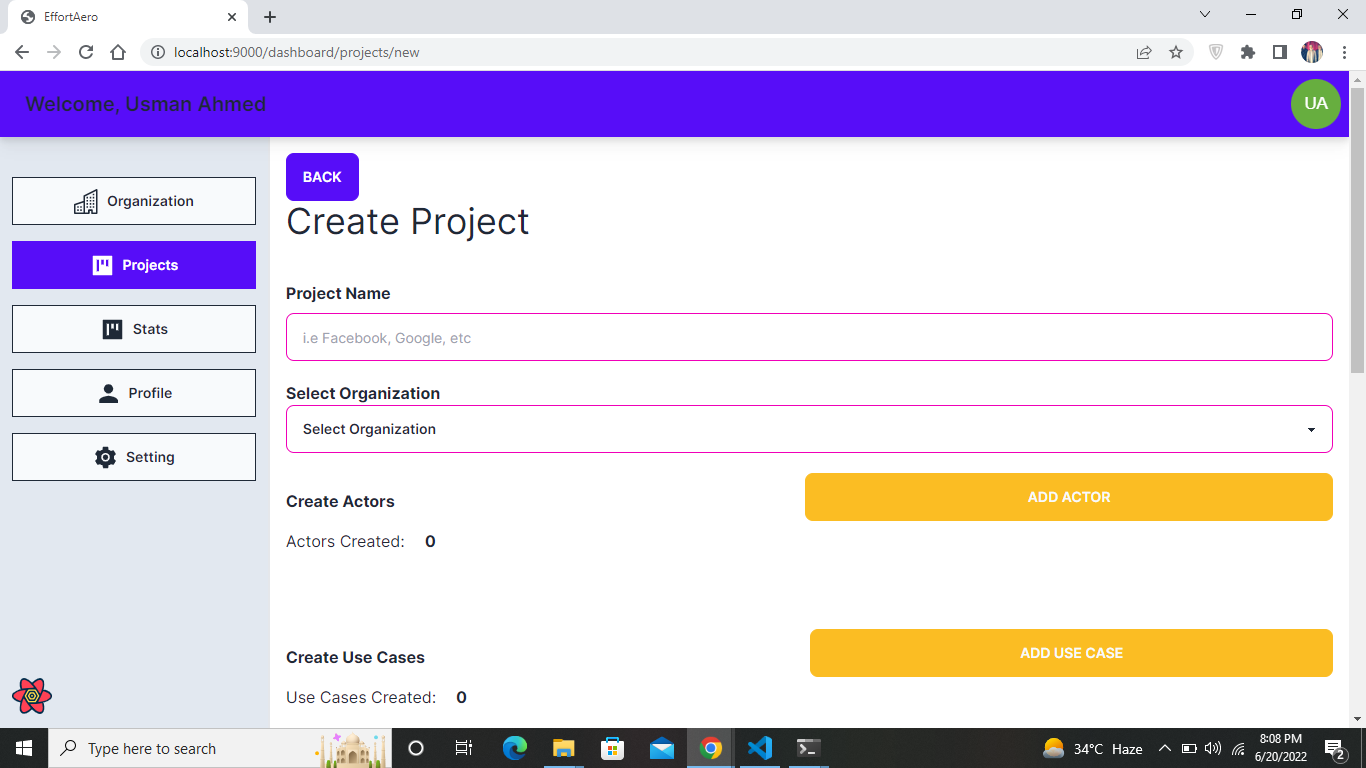 EffortAero
localhost:9000/dashboard/projects/new
Welcome, Usman Ahmed
UA
Organization
Projects
Stats
Profile
Setting
BACK
Create Project
Project Name
i.e Facebook, Google, etc
Select Organization
Select Organization
Create Actors
ADD ACTOR
Actors Created: 0
Create Use Cases
ADD USE CASE
Use Cases Created: 0
Type here to search
34°C Haze
8:08 PM
6/20/2022
2